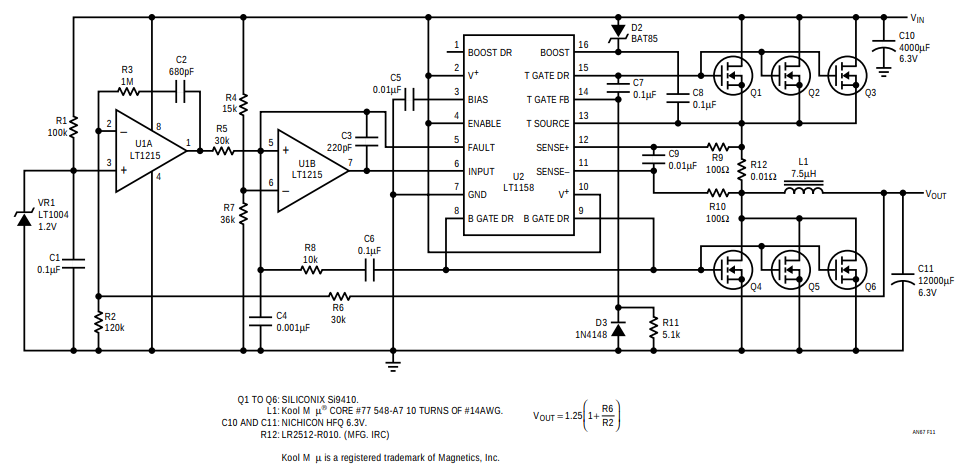 VIN
D2
BAT85
C10
4000µF
6.3V
1 BOOST DR BOOST 16
2 V+ T GATE DR 15
3 BIAS T GATE FB 14
4 ENABLE T SOURCE 13
5 FAULT SENSE+ 12
6 INPUT SENSE– 11
7 GND V+ 10
8 B GATE DR B GATE DR 9
U2
LT1158
R3
1M
C2
680pF
C5
0.01µF
C7
0.1µF
C8
0.1µF
Q1
Q2
Q3
R1
100k
2
–
3
+
8
4
1
U1A
LT1215
R5
30k
R4
15k
5
+
6
–
7
U1B
LT1215
C3
220pF
C9
0.01µF
R9
100Ω
R12
0.01Ω
L1
7.5µH
VOUT
R10
100Ω
VR1
LT1004
1.2V
R7
36k
C1
0.1µF
R8
10k
C6
0.1µF
Q4
Q5
Q6
C11
12000µF
6.3V
R2
120k
R6
30k
C4
0.001µF
D3
1N4148
R11
5.1k
Q1 TO Q6: SILICONIX Si9410.
L1: Kool M µ® CORE #77 548-A7 10 TURNS OF #14AWG.
C10 AND C11: NICHICON HFQ 6.3V.
R12: LR2512-R010. (MFG. IRC)
VOUT = 1.25(1 + R6/R2)
Kool M µ is a registered trademark of Magnetics, Inc.
AN67 F11